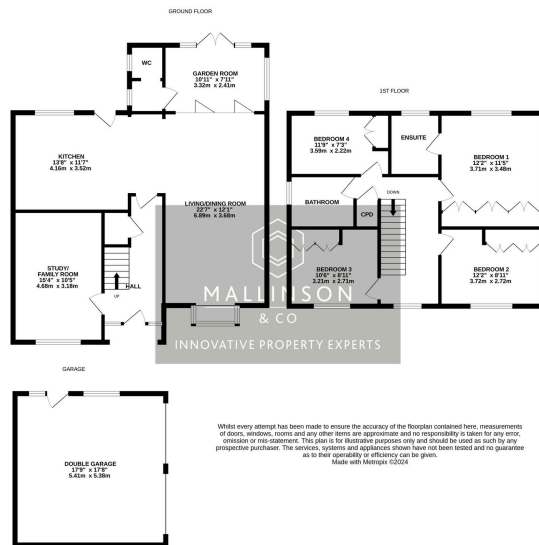 GROUND FLOOR
WC
GARDEN ROOM
10'11" x 7'11"
3.32m x 2.41m
KITCHEN
13'8" x 11'7"
4.16m x 3.52m
LIVING/DINING ROOM
22'7" x 12'1"
6.89m x 3.68m
STUDY/
FAMILY ROOM
15'4" x 10'5"
4.68m x 3.18m
HALL
UP
1ST FLOOR
BEDROOM 4
11'9" x 7'3"
3.59m x 2.22m
ENSUITE
BEDROOM 1
12'2" x 11'5"
3.71m x 3.48m
BATHROOM
CPD
DOWN
BEDROOM 3
10'6" x 8'11"
3.21m x 2.71m
BEDROOM 2
12'2" x 8'11"
3.72m x 2.72m
MALLINSON
& CO
INNOVATIVE PROPERTY EXPERTS
GARAGE
DOUBLE GARAGE
17'9" x 17'8"
5.41m x 5.38m
Whilst every attempt has been made to ensure the accuracy of the floorplan contained here, measurements
of doors, windows, rooms and any other items are approximate and no responsibility is taken for any error,
omission or mis-statement. This plan is for illustrative purposes only and should be used as such by any
prospective purchaser. The services, systems and appliances shown have not been tested and no guarantee
as to their operability or efficiency can be given.
Made with Metropix ©2024